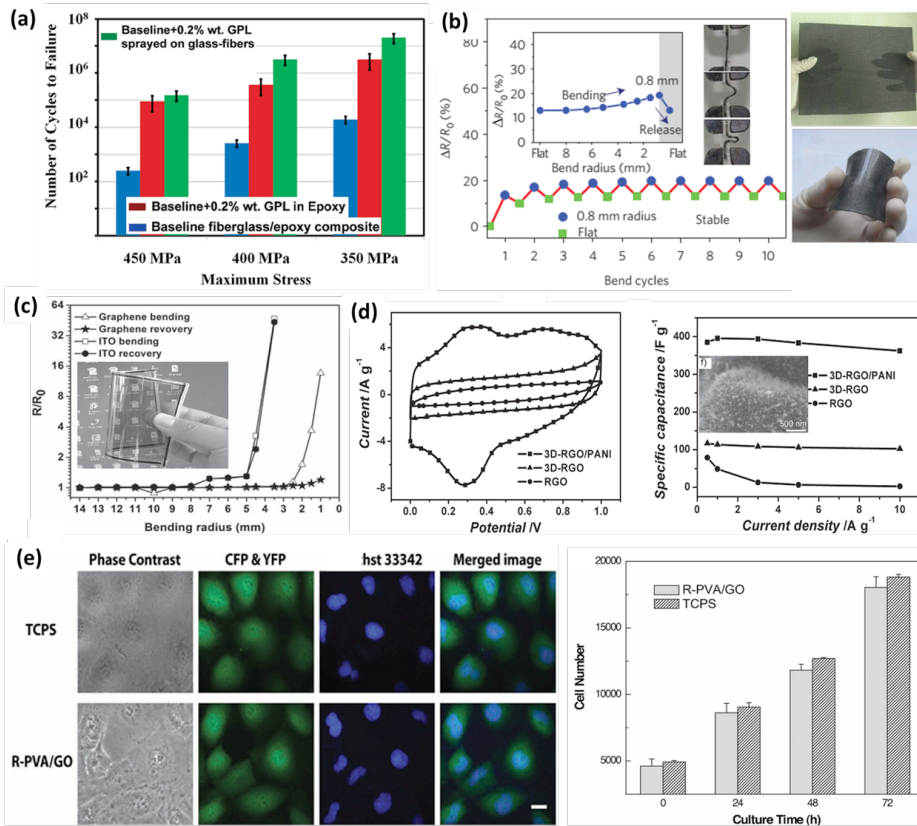 (a)
Baseline+0.2% wt. GPL
sprayed on glass-fibers
Number of Cycles to Failure
10^8
10^6
10^4
10^2
Baseline+0.2% wt. GPL in Epoxy
Baseline fiberglass/epoxy composite
450 MPa 400 MPa 350 MPa
Maximum Stress
(b)
ΔR/R₀ (%)
80
60
40
20
0
ΔR/R₀ (%)
40
30
20
10
0
Bending
0.8 mm
Release
Flat 8 6 4 2 Flat
Bend radius (mm)
0.8 mm radius
Flat
Stable
1 2 3 4 5 6 7 8 9 10
Bend cycles
(c)
R/R₀
64
32
16
8
4
2
1
Graphene bending
Graphene revovery
ITO bending
ITO recovery
14 13 12 11 10 9 8 7 6 5 4 3 2 1 0
Bending radius (mm)
(d)
Current /A g⁻¹
8
4
0
-4
-8
3D-RGO/PANI
3D-RGO
RGO
0.0 0.2 0.4 0.6 0.8 1.0
Potential /V
Specific capacitance /F g⁻¹
400
300
200
100
0
f)
500 nm
3D-RGO/PANI
3D-RGO
RGO
0 2 4 6 8 10
Current density /A g⁻¹
(e)
Phase Contrast CFP & YFP hst 33342 Merged image
TCPS
R-PVA/GO
Cell Number
20000
15000
10000
5000
R-PVA/GO
TCPS
0 24 48 72
Culture Time (h)